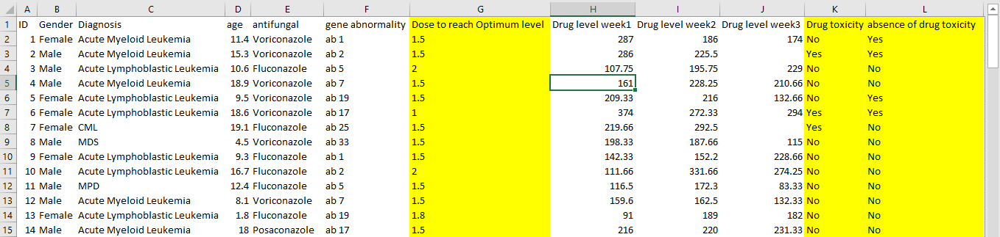 A B C D E F G H I J K L
1 ID Gender Diagnosis age antifungal gene abnormality Dose to reach Optimum level Drug level week1 Drug level week2 Drug level week3 Drug toxicity absence of drug toxicity
2 1 Female Acute Myeloid Leukemia 11.4 Voriconazole ab 1 1.5 287 186 174 No Yes
3 2 Male Acute Myeloid Leukemia 15.3 Voriconazole ab 2 1.5 286 225.5 Yes Yes
4 3 Male Acute Lymphoblastic Leukemia 10.6 Fluconazole ab 5 2 107.75 195.75 229 No No
5 4 Male Acute Myeloid Leukemia 18.9 Voriconazole ab 7 1.5 161 228.25 210.66 No No
6 5 Female Acute Lymphoblastic Leukemia 9.5 Voriconazole ab 19 1.5 209.33 216 132.66 No Yes
7 6 Female Acute Lymphoblastic Leukemia 18.6 Voriconazole ab 17 1 374 272.33 294 Yes Yes
8 7 Female CML 19.1 Fluconazole ab 25 1.5 219.66 292.5 Yes No
9 8 Male MDS 4.5 Voriconazole ab 33 1.5 198.33 187.66 115 No No
10 9 Female Acute Lymphoblastic Leukemia 9.3 Fluconazole ab 1 1.5 142.33 152.2 228.66 No No
11 10 Male Acute Lymphoblastic Leukemia 16.7 Fluconazole ab 2 2 111.66 331.66 274.25 No No
12 11 Male MPD 12.4 Fluconazole ab 5 1.5 116.5 172.3 83.33 No No
13 12 Male Acute Myeloid Leukemia 8.1 Voriconazole ab 7 1.5 159.6 162.5 132.33 No No
14 13 Female Acute Lymphoblastic Leukemia 1.8 Fluconazole ab 19 1.8 91 189 182 No No
15 14 Male Acute Myeloid Leukemia 18 Posaconazole ab 17 1.5 216 220 231.33 No No